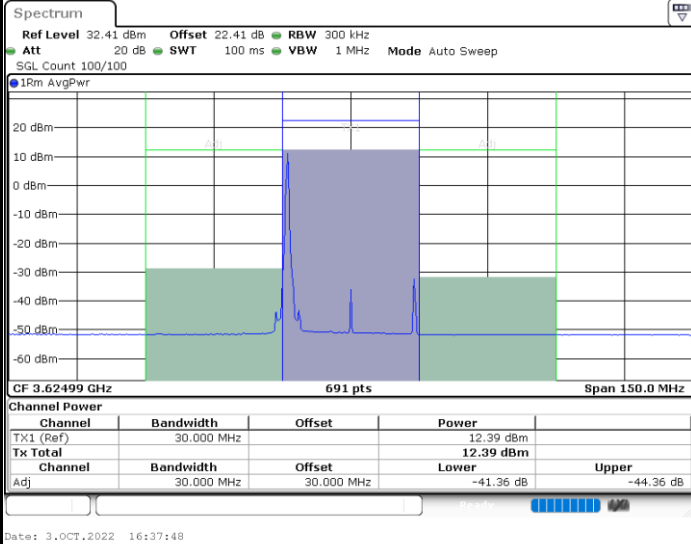 Spectrum
Ref Level 32.41 dBm Offset 22.41 dB RBW 300 kHz
Att 20 dB SWT 100 ms VBW 1 MHz Mode Auto Sweep
SGL Count 100/100
1Rm AvgPwr
20 dBm
Adj Adj
10 dBm
0 dBm
-10 dBm
-20 dBm
-30 dBm
-40 dBm
-50 dBm
-60 dBm
CF 3.62499 GHz 691 pts Span 150.0 MHz
Channel Power
Channel Bandwidth Offset Power
TX1 (Ref) 30.000 MHz 12.39 dBm
Tx Total 12.39 dBm
Channel Bandwidth Offset Lower Upper
Adj 30.000 MHz 30.000 MHz -41.36 dB -44.36 dB
Ready
Date: 3.OCT.2022 16:37:48